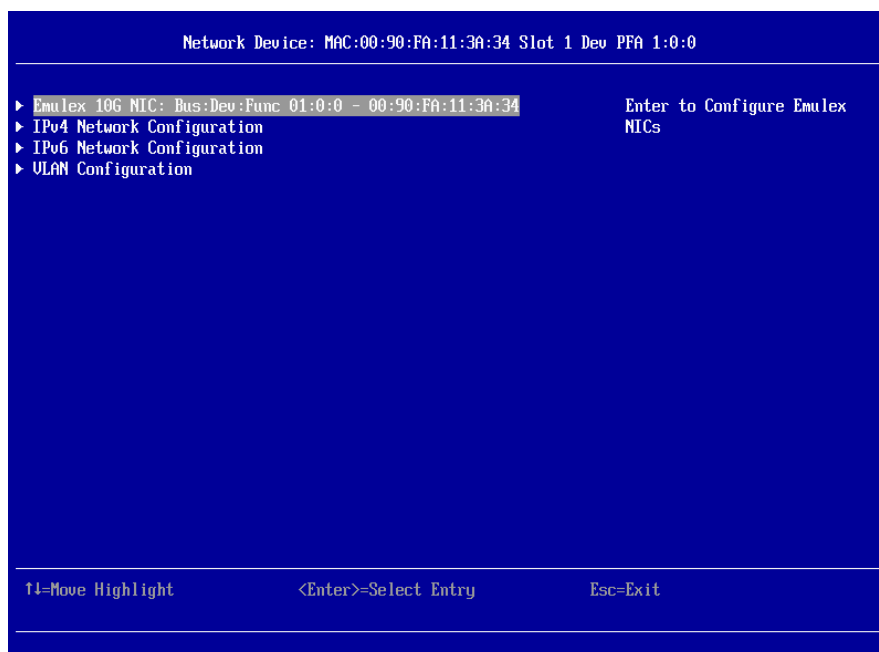 Network Device: MAC:00:90:FA:11:3A:34 Slot 1 Dev PFA 1:0:0
▶ Emulex 10G NIC: Bus:Dev:Func 01:0:0 - 00:90:FA:11:3A:34
Enter to Configure Emulex
▶ IPv4 Network Configuration
NICs
▶ IPv6 Network Configuration
▶ VLAN Configuration
↑↓=Move Highlight <Enter>=Select Entry Esc=Exit